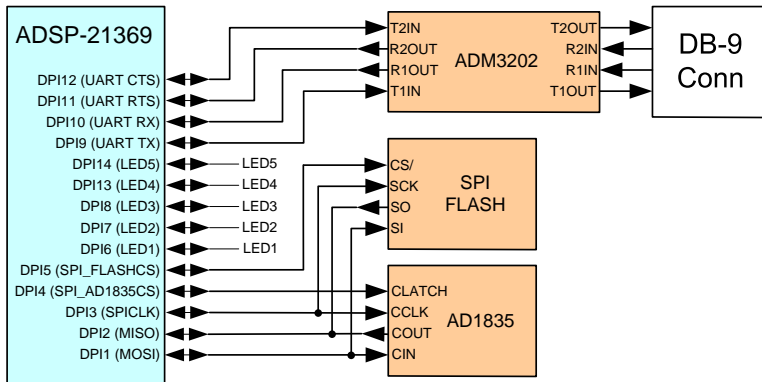 ADSP-21369
DPI12 (UART CTS)
DPI11 (UART RTS)
DPI10 (UART RX)
DPI9 (UART TX)
DPI14 (LED5)
DPI13 (LED4)
DPI8 (LED3)
DPI7 (LED2)
DPI6 (LED1)
DPI5 (SPI_FLASHCS)
DPI4 (SPI_AD1835CS)
DPI3 (SPICLK)
DPI2 (MISO)
DPI1 (MOSI)
LED5
LED4
LED3
LED2
LED1
T2IN
R2OUT
R1OUT
T1IN
ADM3202
T2OUT
R2IN
R1IN
T1OUT
DB-9
Conn
CS/
SCK
SO
SI
SPI
FLASH
CLATCH
CCLK
COUT
CIN
AD1835